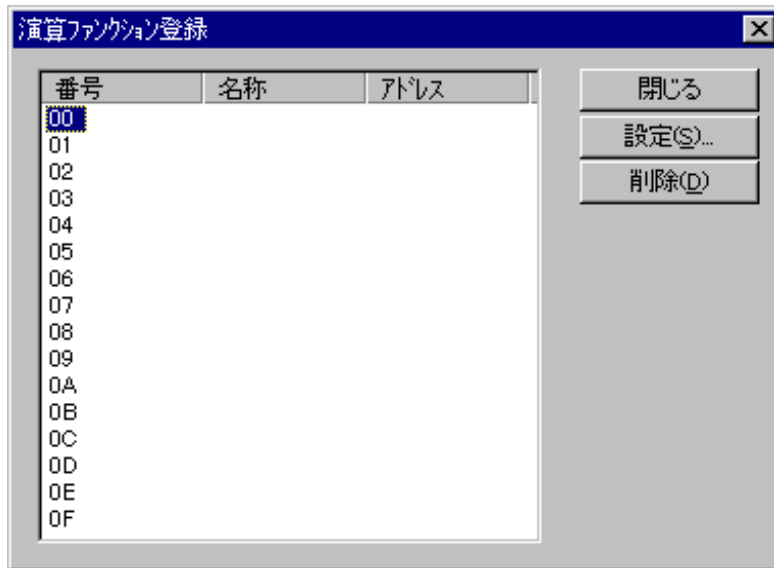 演算ﾌｧﾝｸｼｮﾝ登録
番号 名称 ｱﾄﾞﾚｽ
00
01
02
03
04
05
06
07
08
09
0A
0B
0C
0D
0E
0F
閉じる
設定(S)...
削除(D)